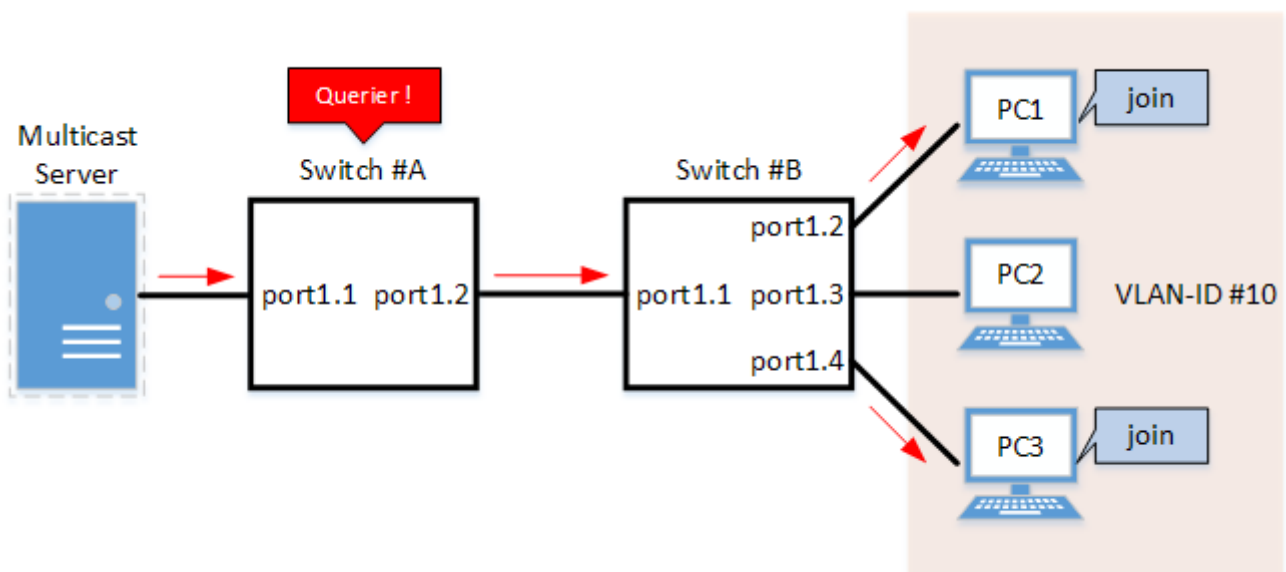 Querier !
Multicast
Server
Switch #A
Switch #B
port1.1 port1.2
port1.1
port1.2
port1.3
port1.4
PC1
join
PC2
VLAN-ID #10
PC3
join